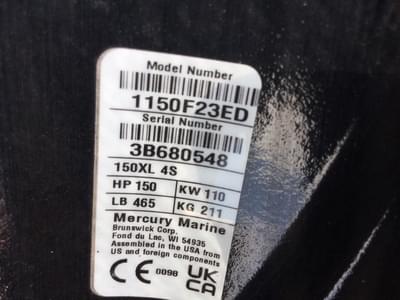 Model Number
1150F23ED
Serial Number
3B680548
150XL 4S
HP 150 KW 110
LB 465 KG 211
Mercury Marine
Brunswick Corp.
Fond du Lac, WI 54935
Assembled in the USA from
US and foreign components
CE 0098 UK CA